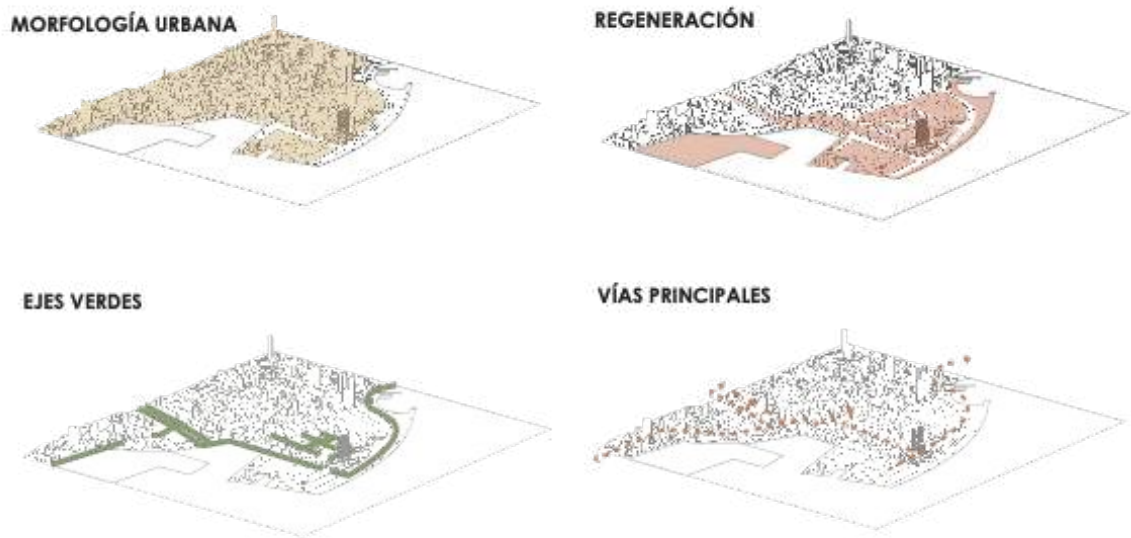 MORFOLOGÍA URBANA
REGENERACIÓN
EJES VERDES
VÍAS PRINCIPALES